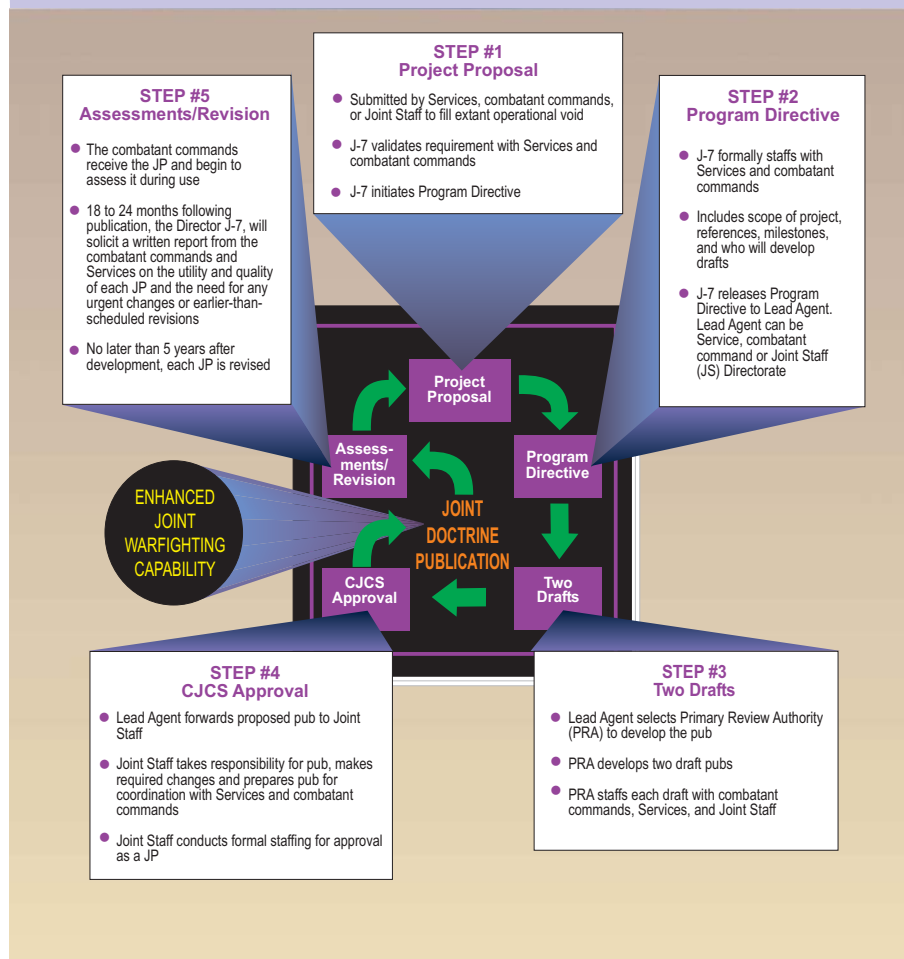 STEP #1
Project Proposal
● Submitted by Services, combatant commands,
or Joint Staff to fill extant operational void
● J-7 validates requirement with Services and
combatant commands
● J-7 initiates Program Directive
STEP #2
Program Directive
● J-7 formally staffs with
Services and combatant
commands
● Includes scope of project,
references, milestones,
and who will develop
drafts
● J-7 releases Program
Directive to Lead Agent.
Lead Agent can be
Service, combatant
command or Joint Staff
(JS) Directorate
STEP #5
Assessments/Revision
● The combatant commands
receive the JP and begin to
assess it during use
● 18 to 24 months following
publication, the Director J-7, will
solicit a written report from the
combatant commands and
Services on the utility and quality
of each JP and the need for any
urgent changes or earlier-than-
scheduled revisions
● No later than 5 years after
development, each JP is revised
Project
Proposal
Assess-
ments/
Revision
Program
Directive
ENHANCED
JOINT
WARFIGHTING
CAPABILITY
JOINT
DOCTRINE
PUBLICATION
CJCS
Approval
Two
Drafts
STEP #4
CJCS Approval
● Lead Agent forwards proposed pub to Joint
Staff
● Joint Staff takes responsibility for pub, makes
required changes and prepares pub for
coordination with Services and combatant
commands
● Joint Staff conducts formal staffing for approval
as a JP
STEP #3
Two Drafts
● Lead Agent selects Primary Review Authority
(PRA) to develop the pub
● PRA develops two draft pubs
● PRA staffs each draft with combatant
commands, Services, and Joint Staff